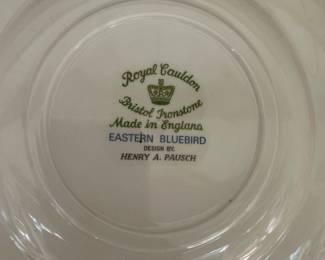 Royal Cauldon
Bristol Ironstone
Made in England
EASTERN BLUEBIRD
DESIGN BY
HENRY A. PAUSCH